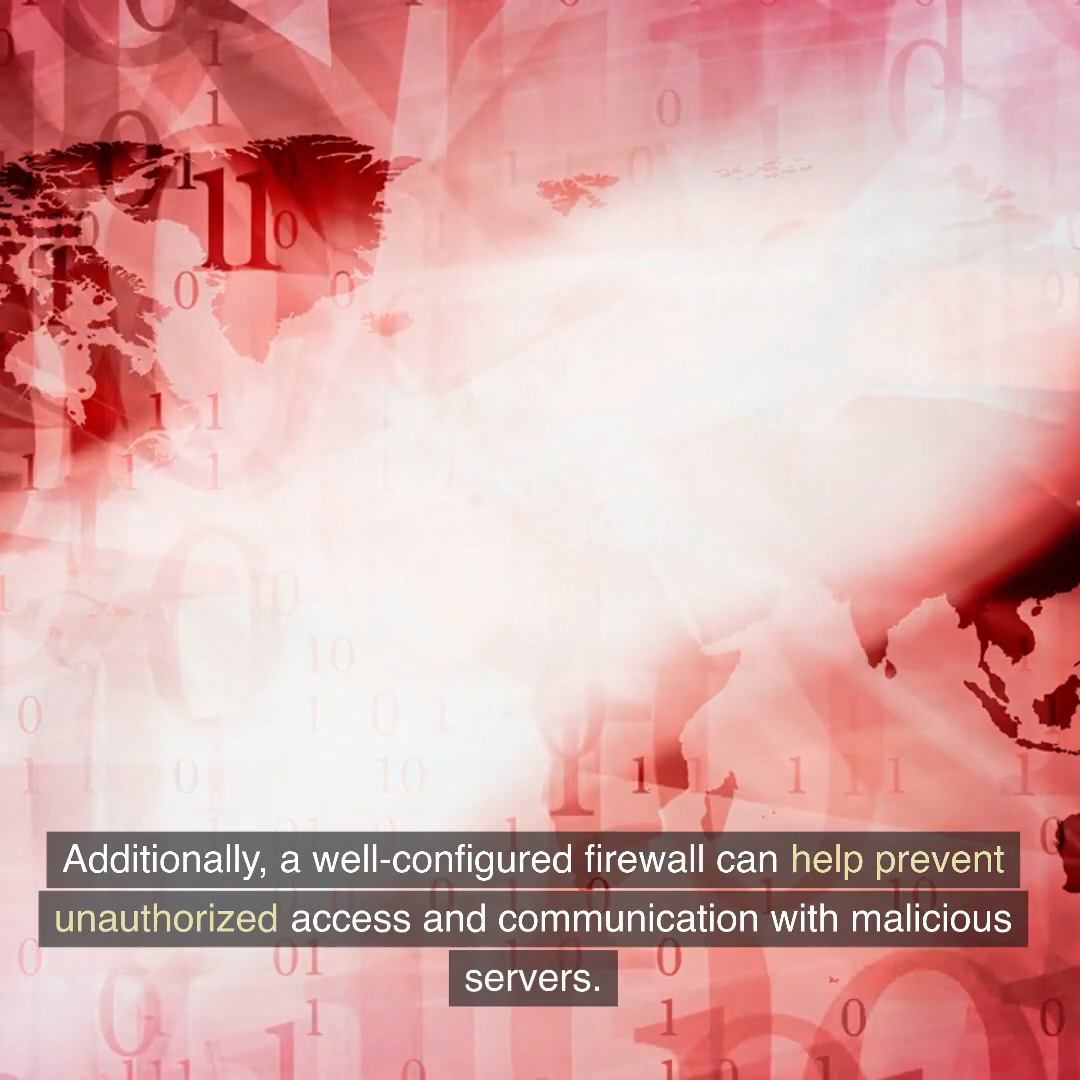 Additionally, a well-configured firewall can help prevent
unauthorized access and communication with malicious
servers.